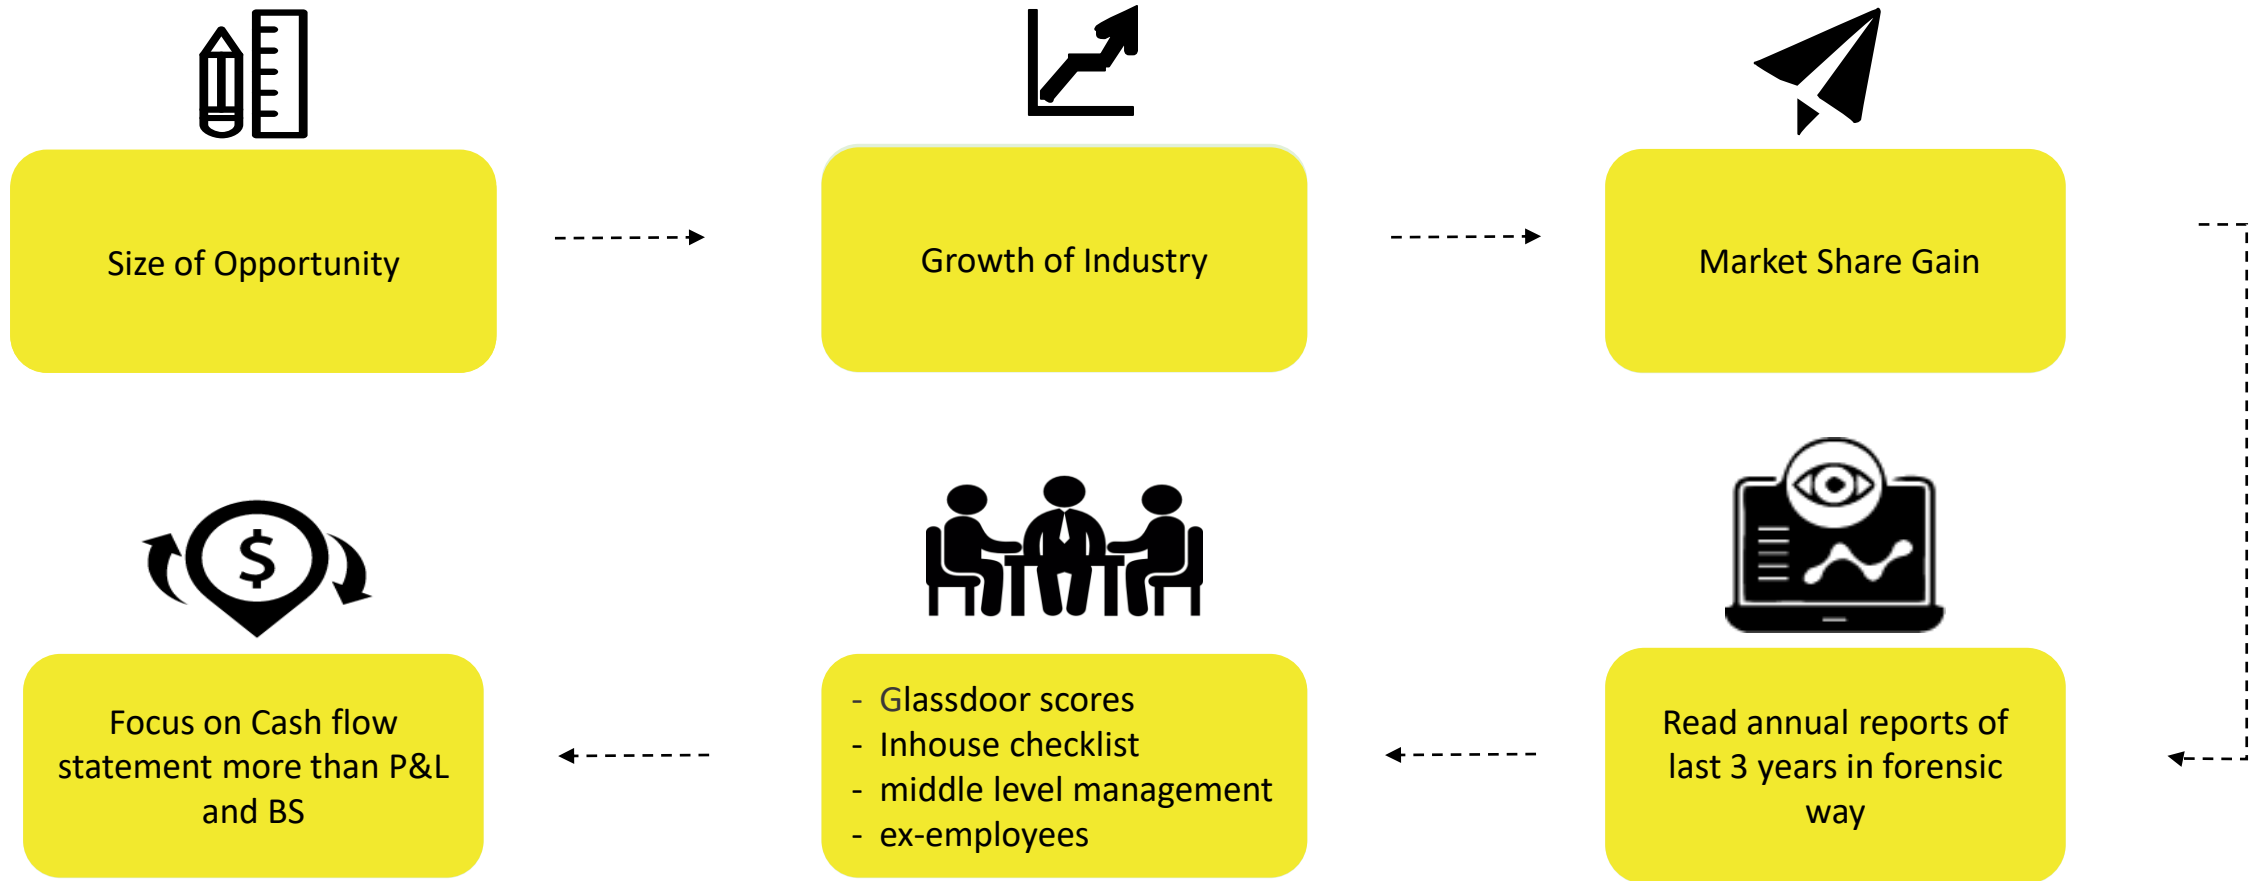 Size of Opportunity
Growth of Industry
Market Share Gain
$
Read annual reports of
last 3 years in forensic
way
- Glassdoor scores
- Inhouse checklist
- middle level management
- ex-employees
Focus on Cash flow
statement more than P&L
and BS